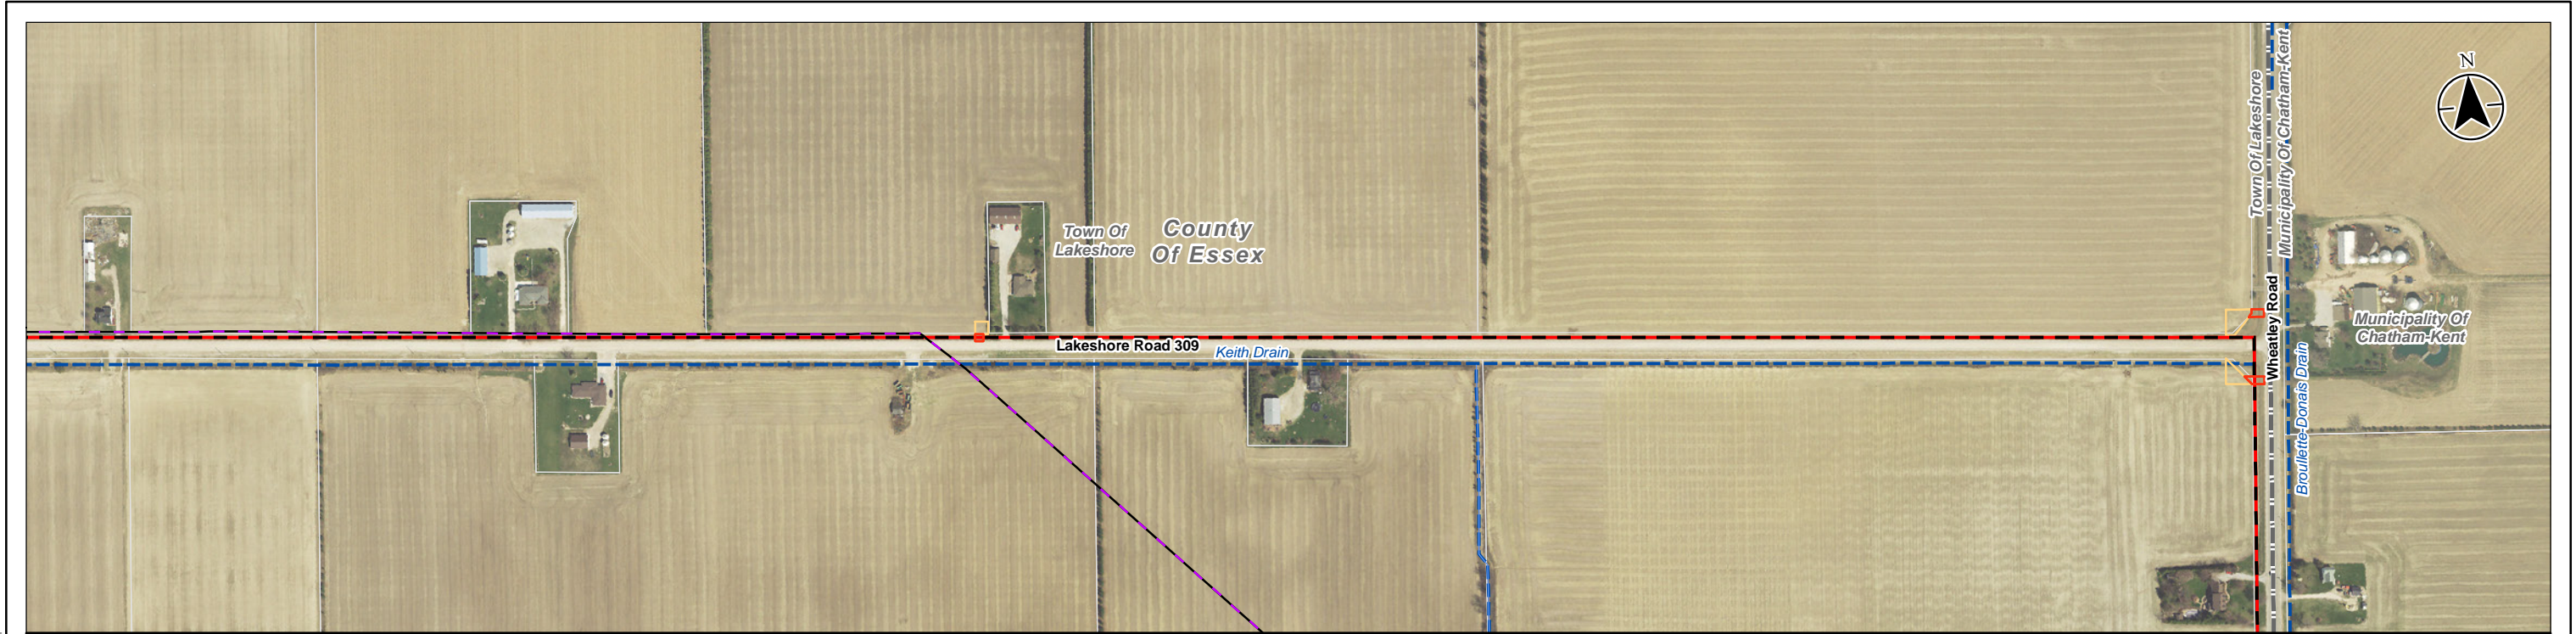 N
Town Of Lakeshore
Municipality Of Chatham-Kent
Town Of
Lakeshore
County
Of Essex
Wheatley Road
Municipality Of
Chatham-Kent
Lakeshore Road 309
Keith Drain
Broullette-Donais Drain